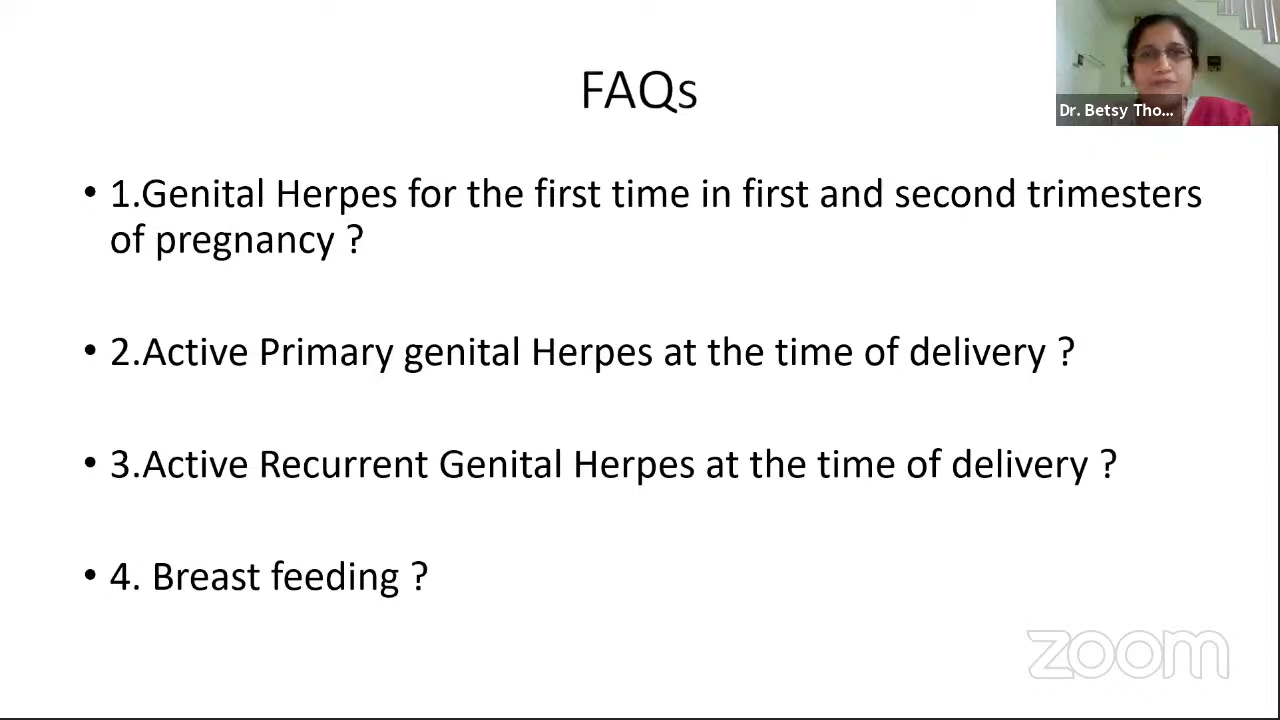 FAQs
Dr. Betsy Tho...
• 1.Genital Herpes for the first time in first and second trimesters
of pregnancy ?
• 2.Active Primary genital Herpes at the time of delivery ?
• 3.Active Recurrent Genital Herpes at the time of delivery ?
• 4. Breast feeding ?
zoom